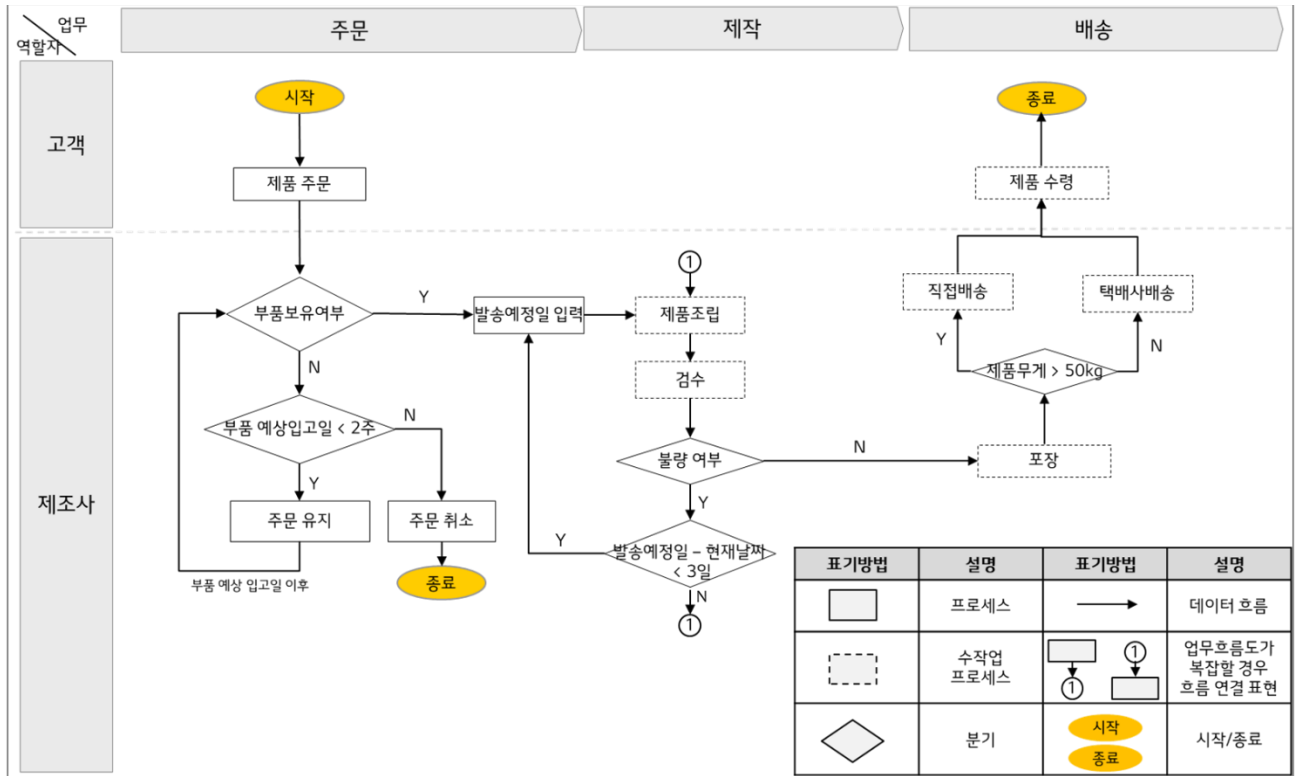 업무
역할자
주문
제작
배송
고객
시작
제품 주문
종료
제품 수령
제조사
부품보유여부
Y
N
부품 예상입고일 < 2주
N
Y
주문 유지
주문 취소
종료
부품 예상 입고일 이후
발송예정일 입력
①
제품조립
검수
불량 여부
N
Y
발송예정일 – 현재날짜
< 3일
Y
N
①
직접배송
택배사배송
Y
N
제품무게 > 50kg
포장
표기방법 설명 표기방법 설명
프로세스 데이터 흐름
수작업
프로세스
① ①
업무흐름도가
복잡할 경우
흐름 연결 표현
분기
시작
종료
시작/종료